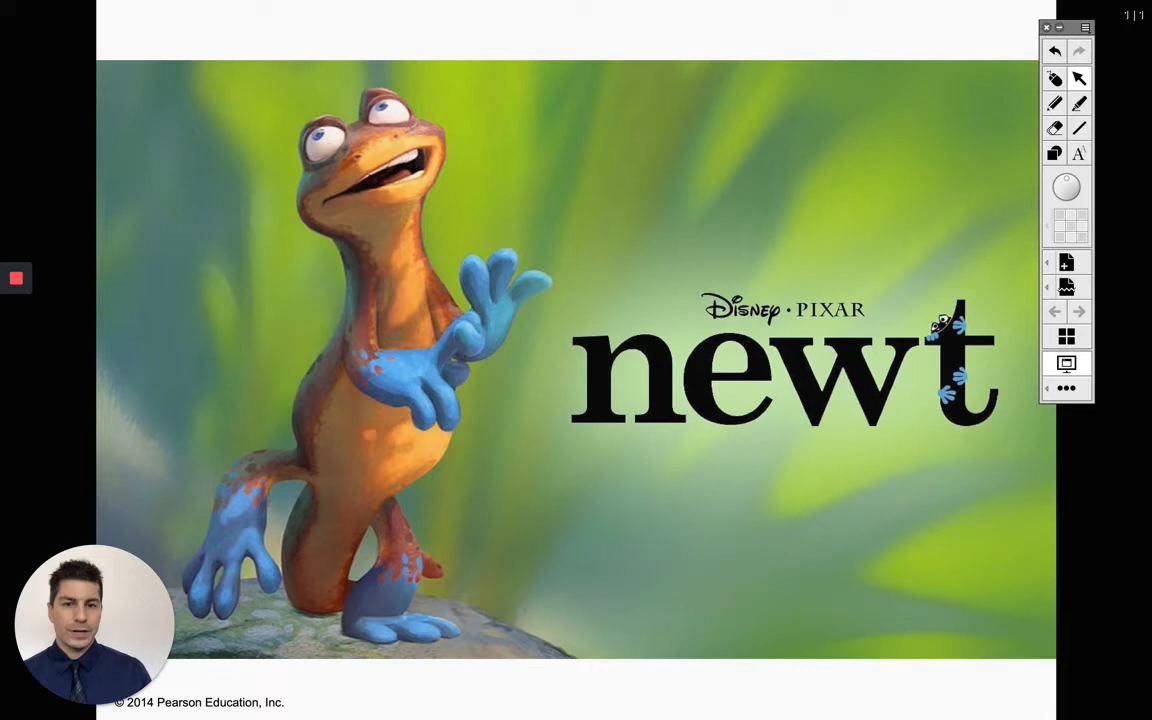 1 | 1
DISNEY · PIXAR
newt
A
© 2014 Pearson Education, Inc.